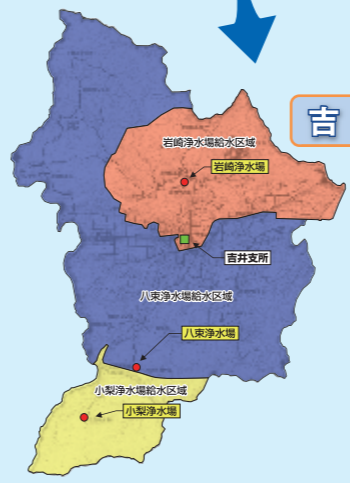 吉
岩崎浄水場給水区域
岩崎浄水場
吉井支所
八束浄水場給水区域
八束浄水場
小梨浄水場給水区域
小梨浄水場